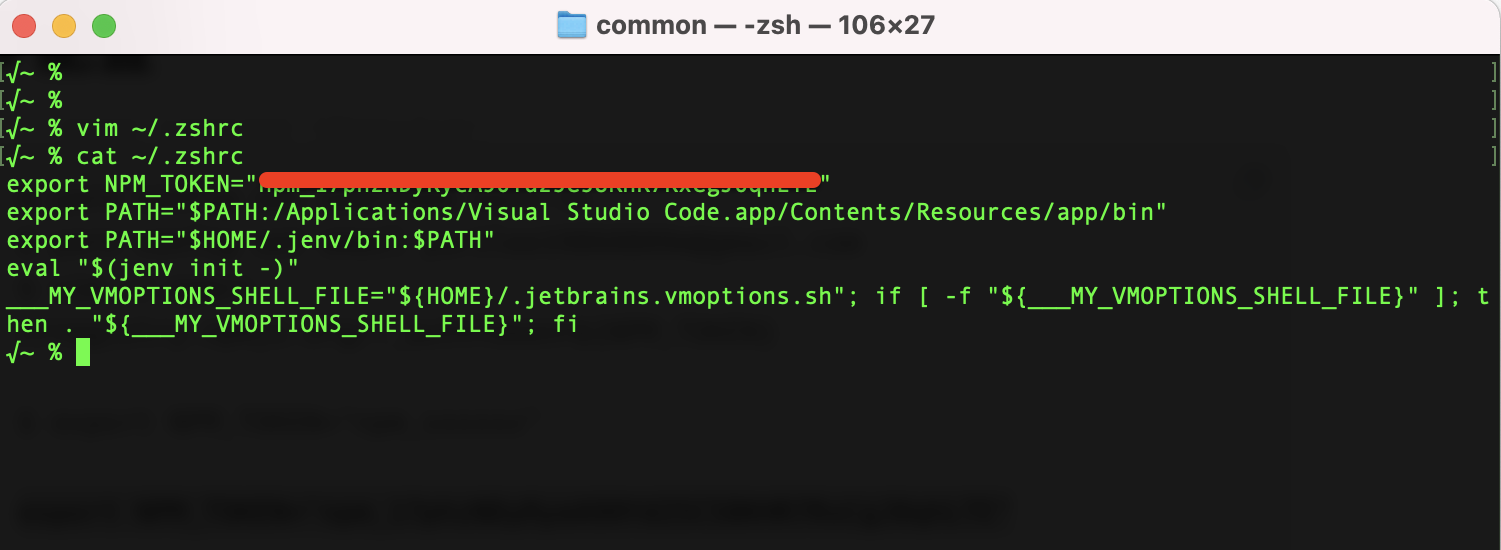 common — -zsh — 106×27
√~ %
√~ %
√~ % vim ~/.zshrc
√~ % cat ~/.zshrc
export NPM_TOKEN=""
export PATH="$PATH:/Applications/Visual Studio Code.app/Contents/Resources/app/bin"
export PATH="$HOME/.jenv/bin:$PATH"
eval "$(jenv init -)"
___MY_VMOPTIONS_SHELL_FILE="${HOME}/.jetbrains.vmoptions.sh"; if [ -f "${___MY_VMOPTIONS_SHELL_FILE}" ]; t
hen . "${___MY_VMOPTIONS_SHELL_FILE}"; fi
√~ %